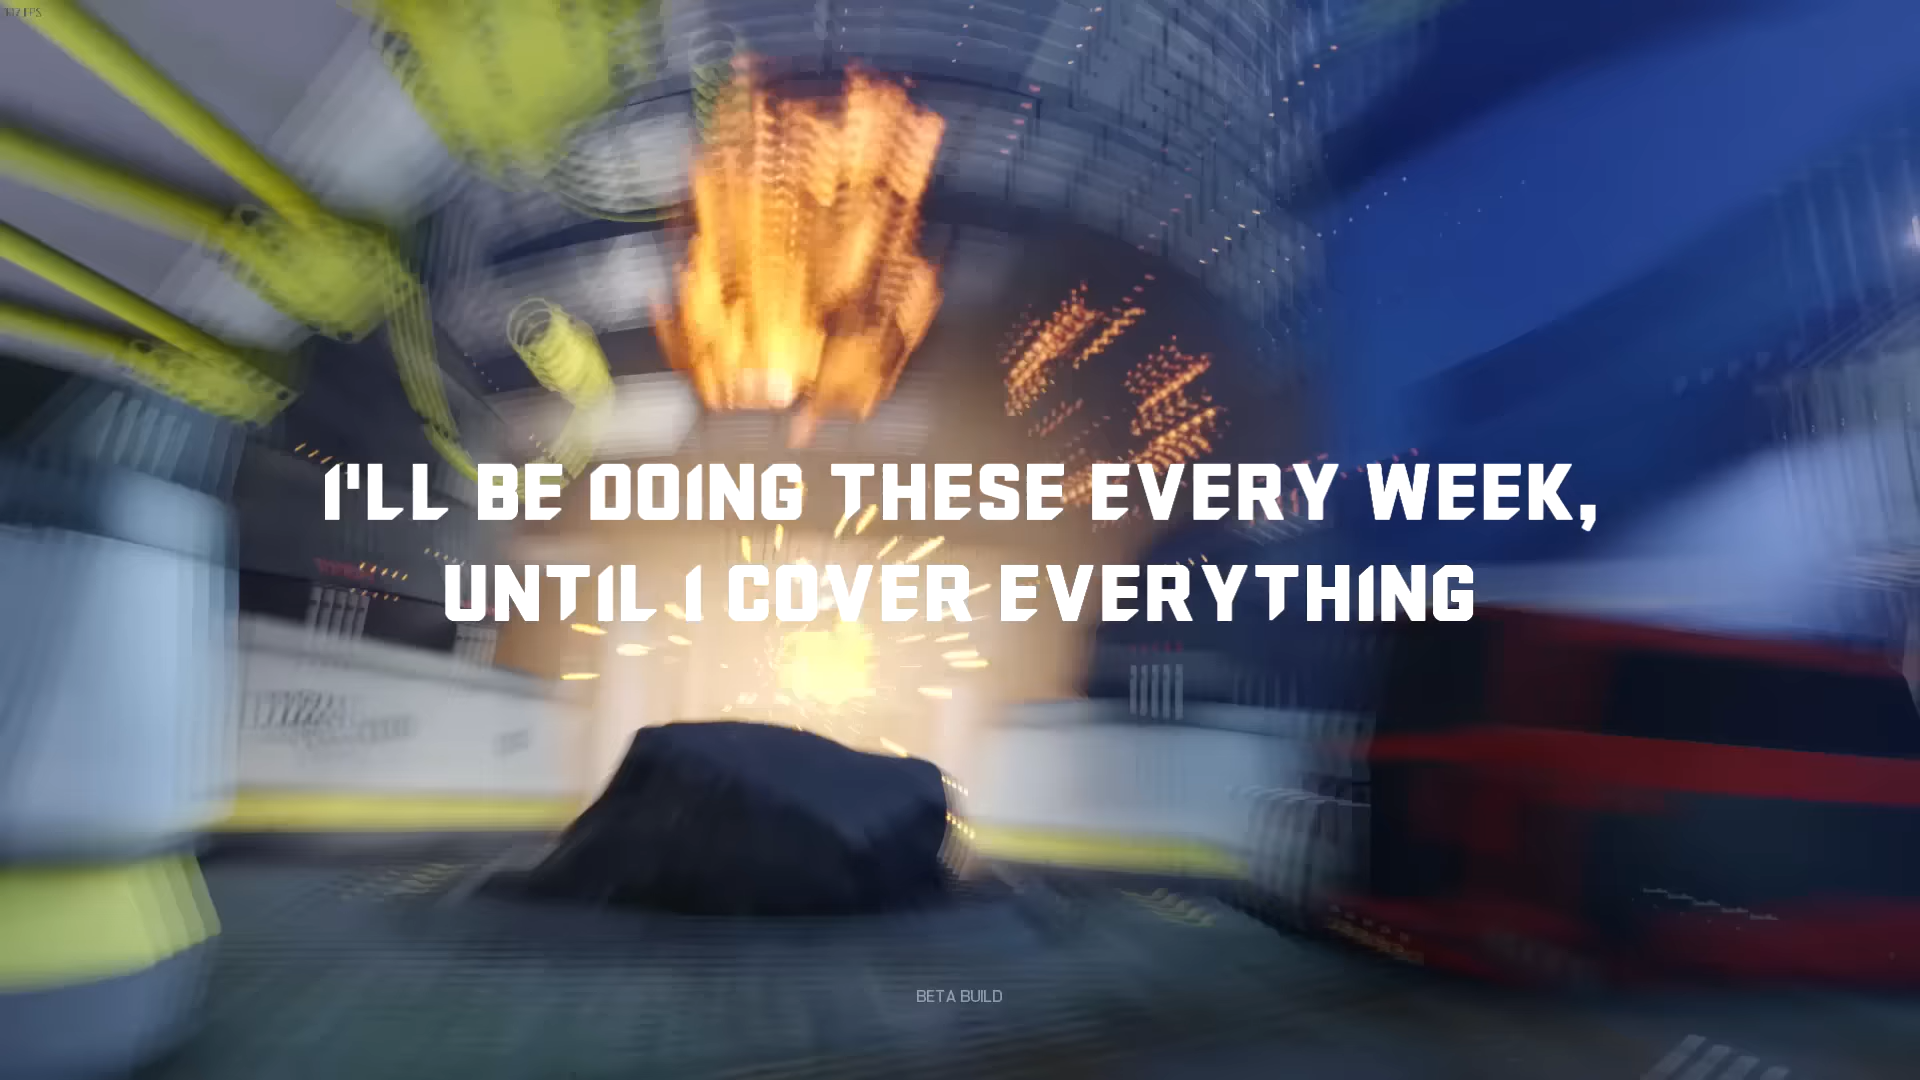 I'LL BE DOING THESE EVERY WEEK,
UNTIL I COVER EVERYTHING
BETA BUILD